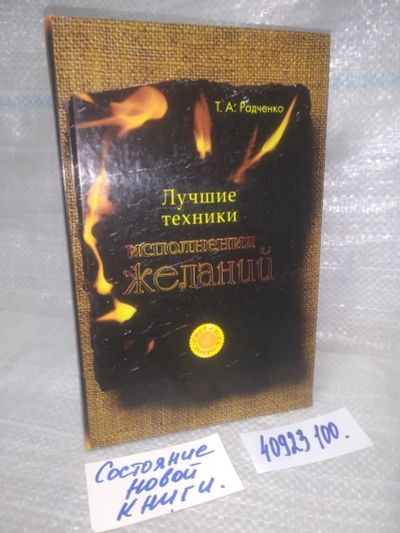 Т. А. Радченко
Лучшие
техники
исполнения
желаний
Состояние
новой
книги.
40923 100.